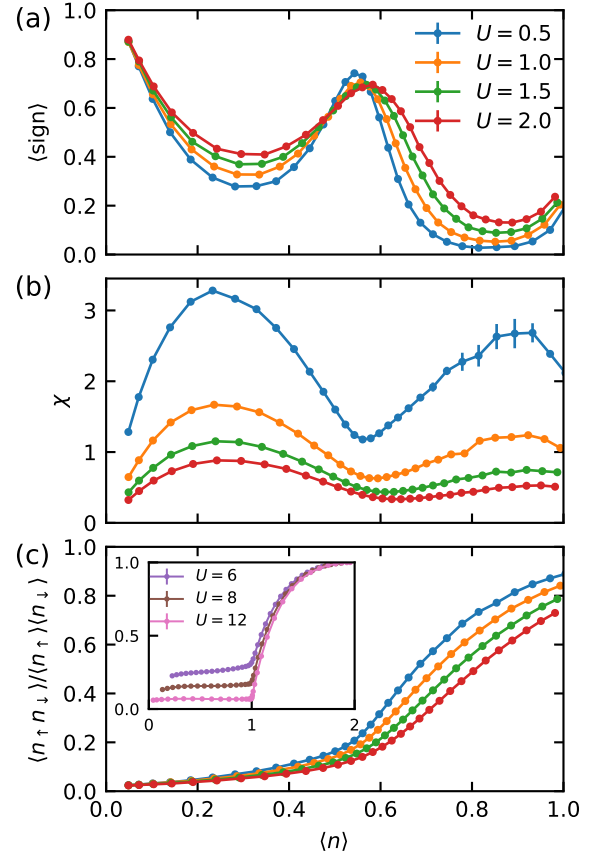 (a)
1.0
0.8
0.6
0.4
0.2
0.0
⟨sign⟩
U = 0.5
U = 1.0
U = 1.5
U = 2.0
(b)
3
2
1
0
χ
(c)
1.0
0.8
0.6
0.4
0.2
0.0
⟨n↑ n↓⟩/⟨n↑⟩⟨n↓⟩
1.0
0.5
0.0
U = 6
U = 8
U = 12
0 1 2
0.0 0.2 0.4 0.6 0.8 1.0
⟨n⟩